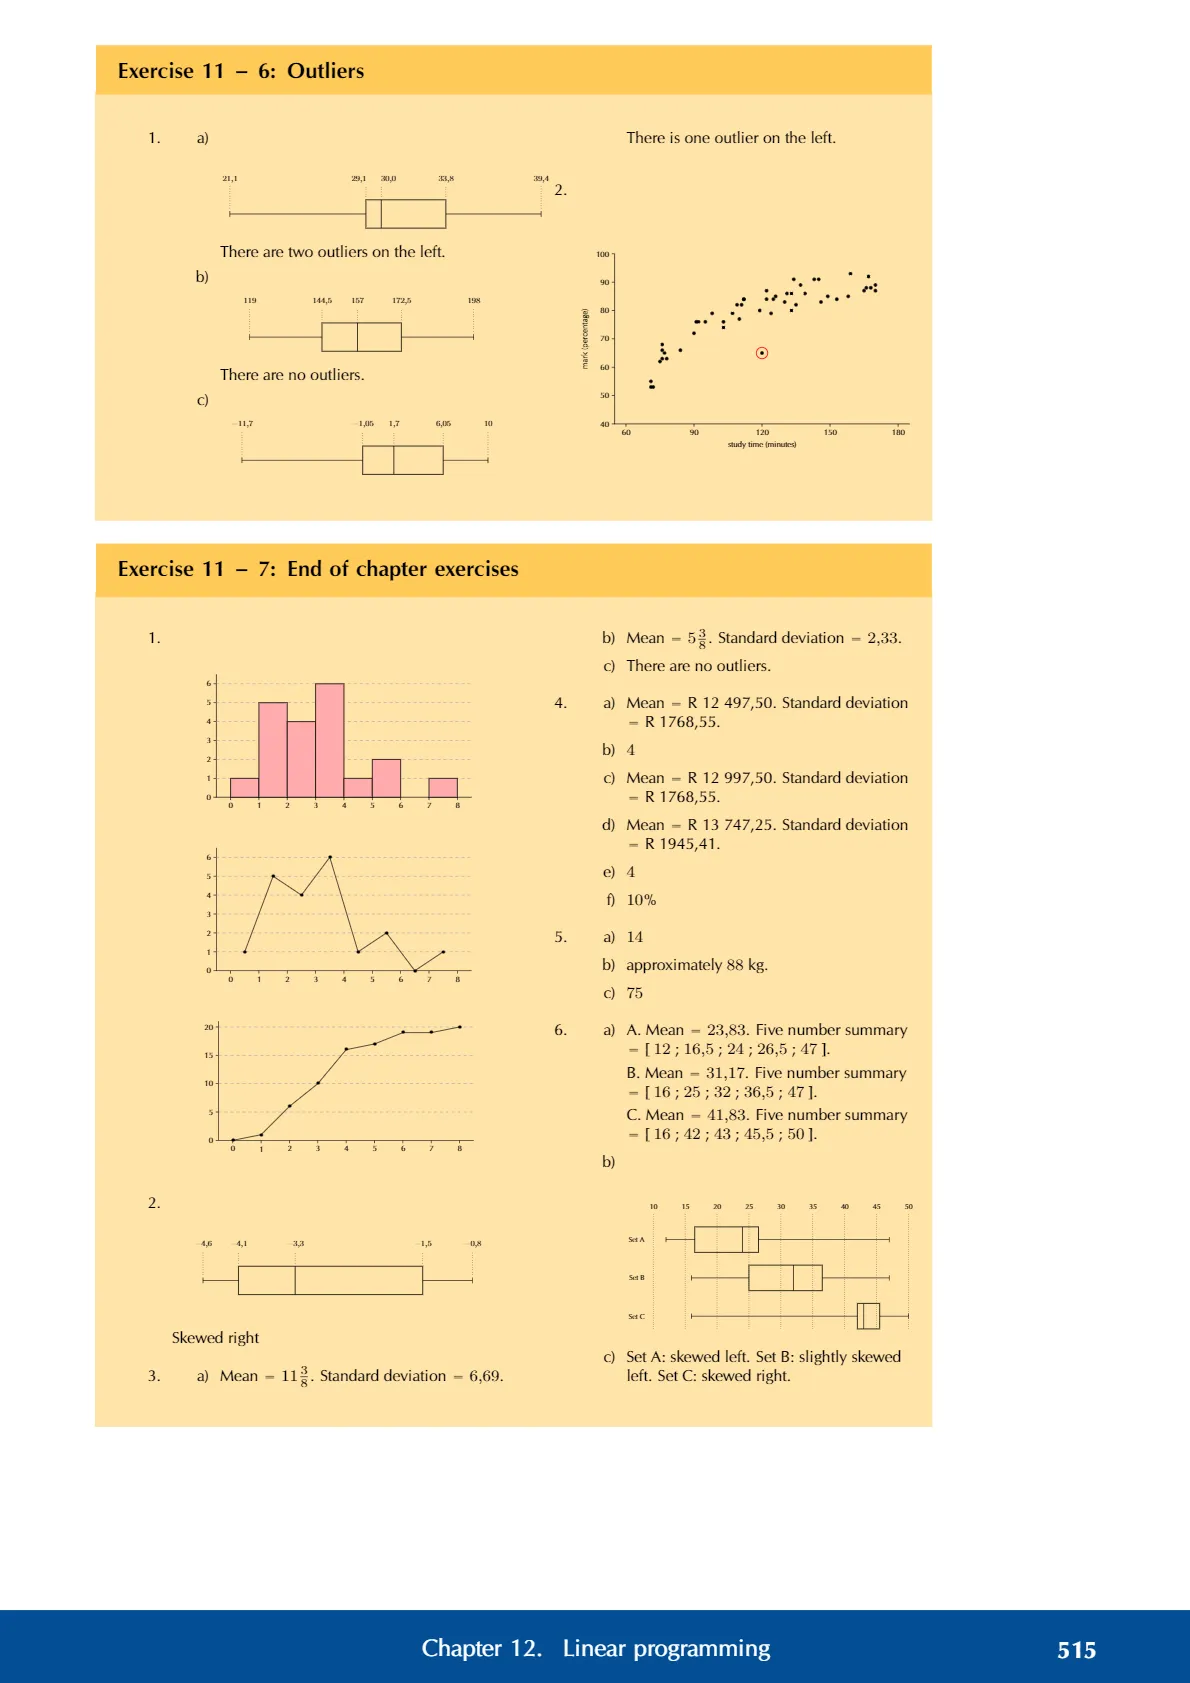 Exercise 11 – 6: Outliers
1. a)
21,1 29,1 30,0 33,8 39,4
There are two outliers on the left.
b)
119 144,5 157 172,5 198
There are no outliers.
c)
−11,7 −1,05 1,7 6,05 10
There is one outlier on the left.
2.
100
90
80
70
60
50
40
mark (percentage)
60 90 120 150 180
study time (minutes)
Exercise 11 – 7: End of chapter exercises
1.
6
5
4
3
2
1
0
0 1 2 3 4 5 6 7 8
6
5
4
3
2
1
0
0 1 2 3 4 5 6 7 8
20
15
10
5
0
0 1 2 3 4 5 6 7 8
2.
−4,6 −4,1 −3,3 −1,5 −0,8
Skewed right
3. a) Mean = 11 3/8. Standard deviation = 6,69.
b) Mean = 5 3/8. Standard deviation = 2,33.
c) There are no outliers.
4. a) Mean = R 12 497,50. Standard deviation
= R 1768,55.
b) 4
c) Mean = R 12 997,50. Standard deviation
= R 1768,55.
d) Mean = R 13 747,25. Standard deviation
= R 1945,41.
e) 4
f) 10%
5. a) 14
b) approximately 88 kg.
c) 75
6. a) A. Mean = 23,83. Five number summary
= [ 12 ; 16,5 ; 24 ; 26,5 ; 47 ].
B. Mean = 31,17. Five number summary
= [ 16 ; 25 ; 32 ; 36,5 ; 47 ].
C. Mean = 41,83. Five number summary
= [ 16 ; 42 ; 43 ; 45,5 ; 50 ].
b)
10 15 20 25 30 35 40 45 50
Set A
Set B
Set C
c) Set A: skewed left. Set B: slightly skewed
left. Set C: skewed right.
Chapter 12. Linear programming 515